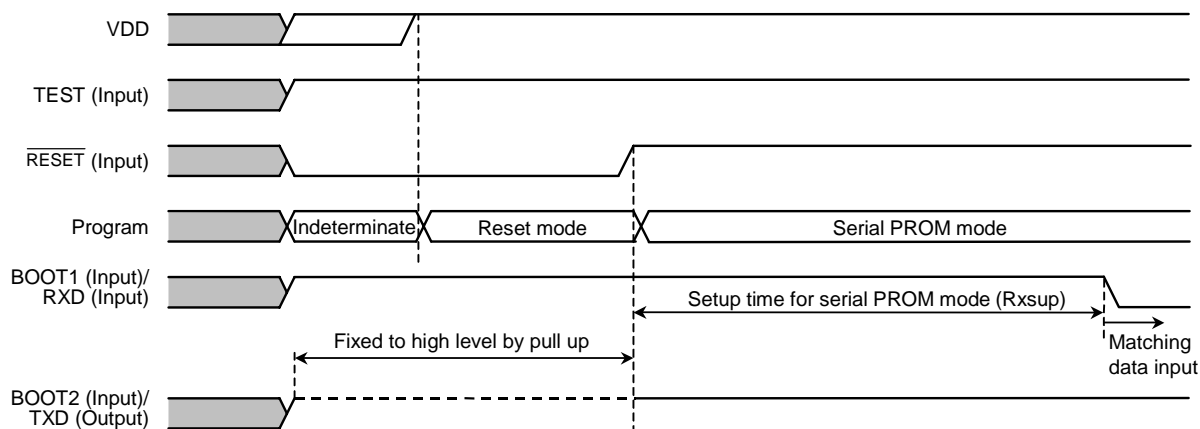 VDD
TEST (Input)
RESET (Input)
Program
Indeterminate
Reset mode
Serial PROM mode
BOOT1 (Input)/
RXD (Input)
Setup time for serial PROM mode (Rxsup)
Fixed to high level by pull up
Matching
data input
BOOT2 (Input)/
TXD (Output)